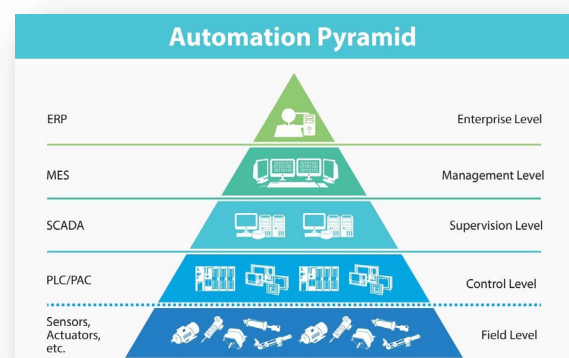 Automation Pyramid
ERP
Enterprise Level
MES
Management Level
SCADA
Supervision Level
PLC/PAC
Control Level
Sensors,
Actuators,
etc.
Field Level